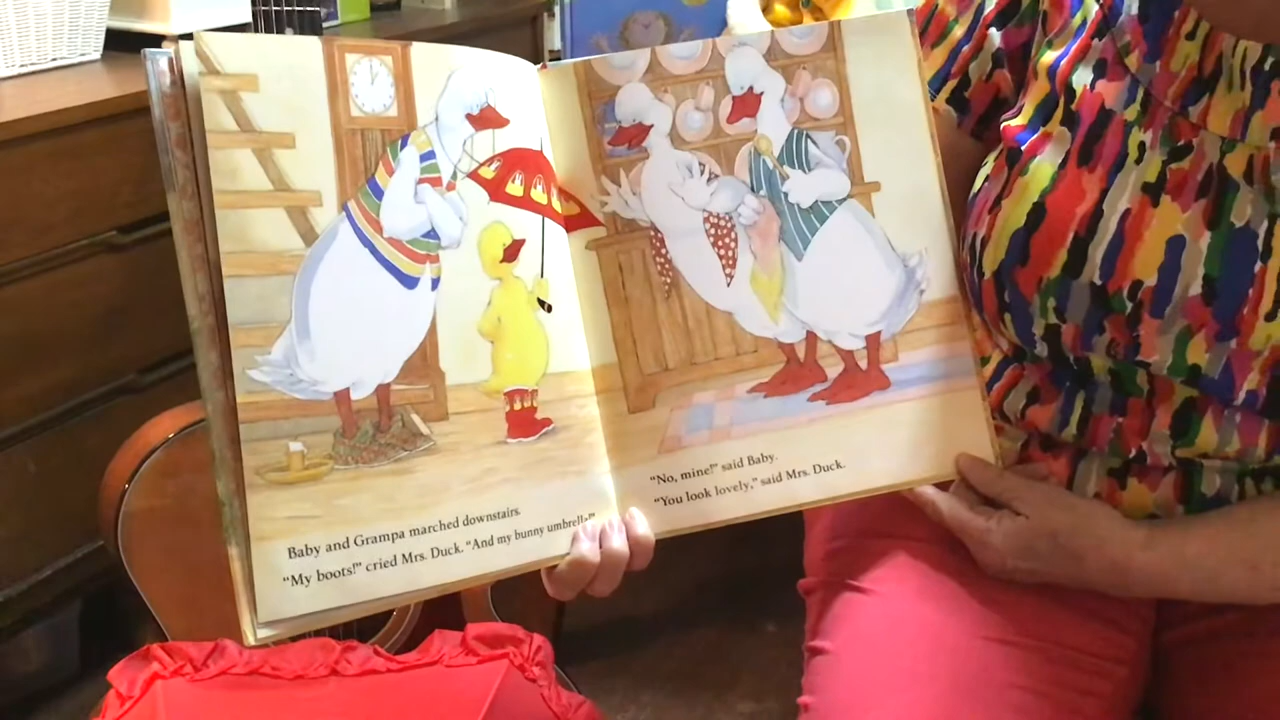 Baby and Grampa marched downstairs.
“My boots!” cried Mrs. Duck. “And my bunny umbrella!”
“No, mine!” said Baby.
“You look lovely,” said Mrs. Duck.